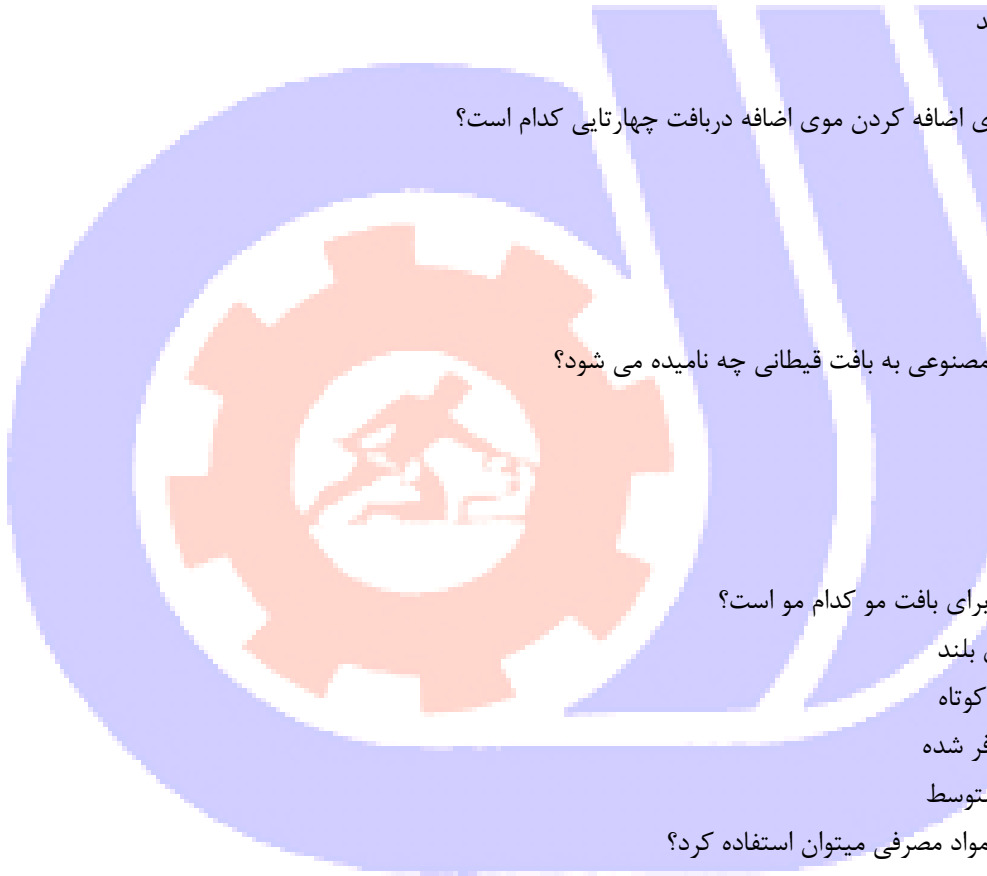 د
ی اضافه کردن موی اضافه دربافت چهارتایی کدام است؟
مصنوعی به بافت قیطانی چه نامیده می شود؟
برای بافت مو کدام مو است؟
بلند
کوتاه
فر شده
متوسط
مواد مصرفی میتوان استفاده کرد؟